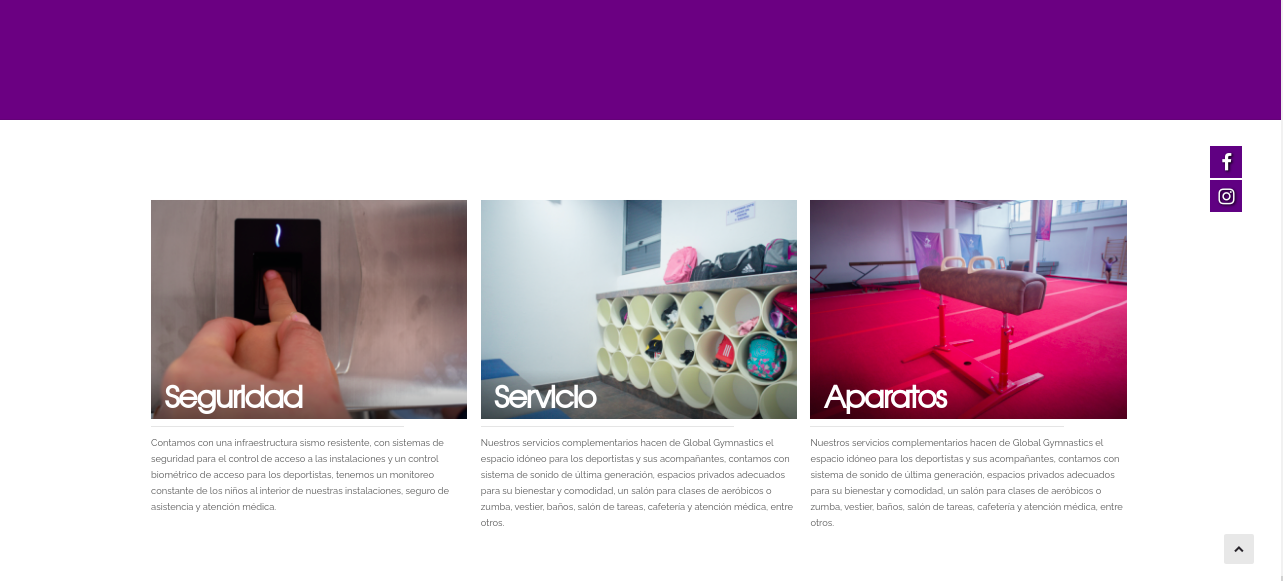 Seguridad
Contamos con una infraestructura sismo resistente, con sistemas de
seguridad para el control de acceso a las instalaciones y un control
biométrico de acceso para los deportistas, tenemos un monitoreo
constante de los niños al interior de nuestras instalaciones, seguro de
asistencia y atención médica.
Servicio
Nuestros servicios complementarios hacen de Global Gymnastics el
espacio idóneo para los deportistas y sus acompañantes, contamos con
sistema de sonido de última generación, espacios privados adecuados
para su bienestar y comodidad, un salón para clases de aeróbicos o
zumba, vestier, baños, salón de tareas, cafetería y atención médica, entre
otros.
Aparatos
Nuestros servicios complementarios hacen de Global Gymnastics el
espacio idóneo para los deportistas y sus acompañantes, contamos con
sistema de sonido de última generación, espacios privados adecuados
para su bienestar y comodidad, un salón para clases de aeróbicos o
zumba, vestier, baños, salón de tareas, cafetería y atención médica, entre
otros.